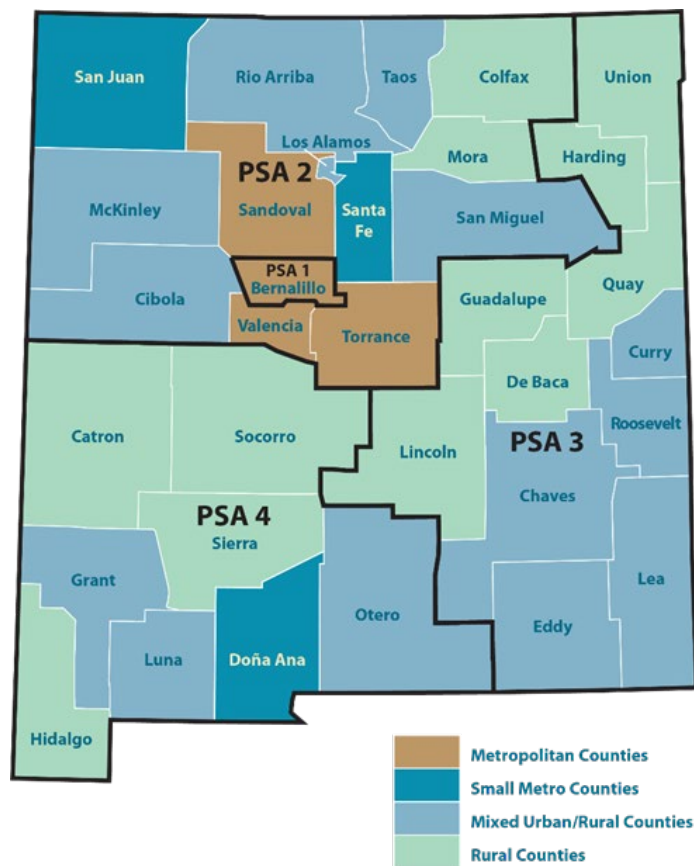 San Juan
Rio Arriba
Taos
Colfax
Union
Los Alamos
Mora
Harding
PSA 2
McKinley
Sandoval
Santa
Fe
San Miguel
PSA 1
Bernalillo
Cibola
Guadalupe
Quay
Valencia
Torrance
Curry
De Baca
Roosevelt
Catron
Socorro
Lincoln
PSA 3
Chaves
PSA 4
Sierra
Grant
Otero
Lea
Luna
Doña Ana
Eddy
Hidalgo
Metropolitan Counties
Small Metro Counties
Mixed Urban/Rural Counties
Rural Counties